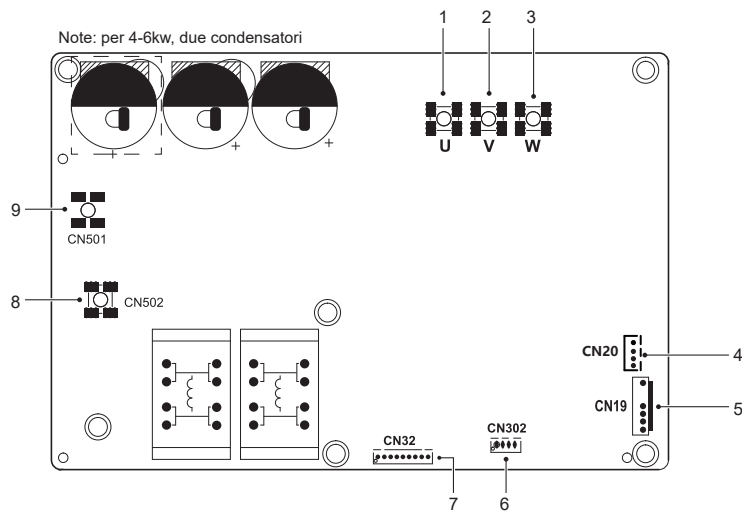 Note: per 4-6kw, due condensatori
1 2 3
U V W
9
CN501
8
CN502
CN20
4
CN19
5
CN302
CN32
7
6